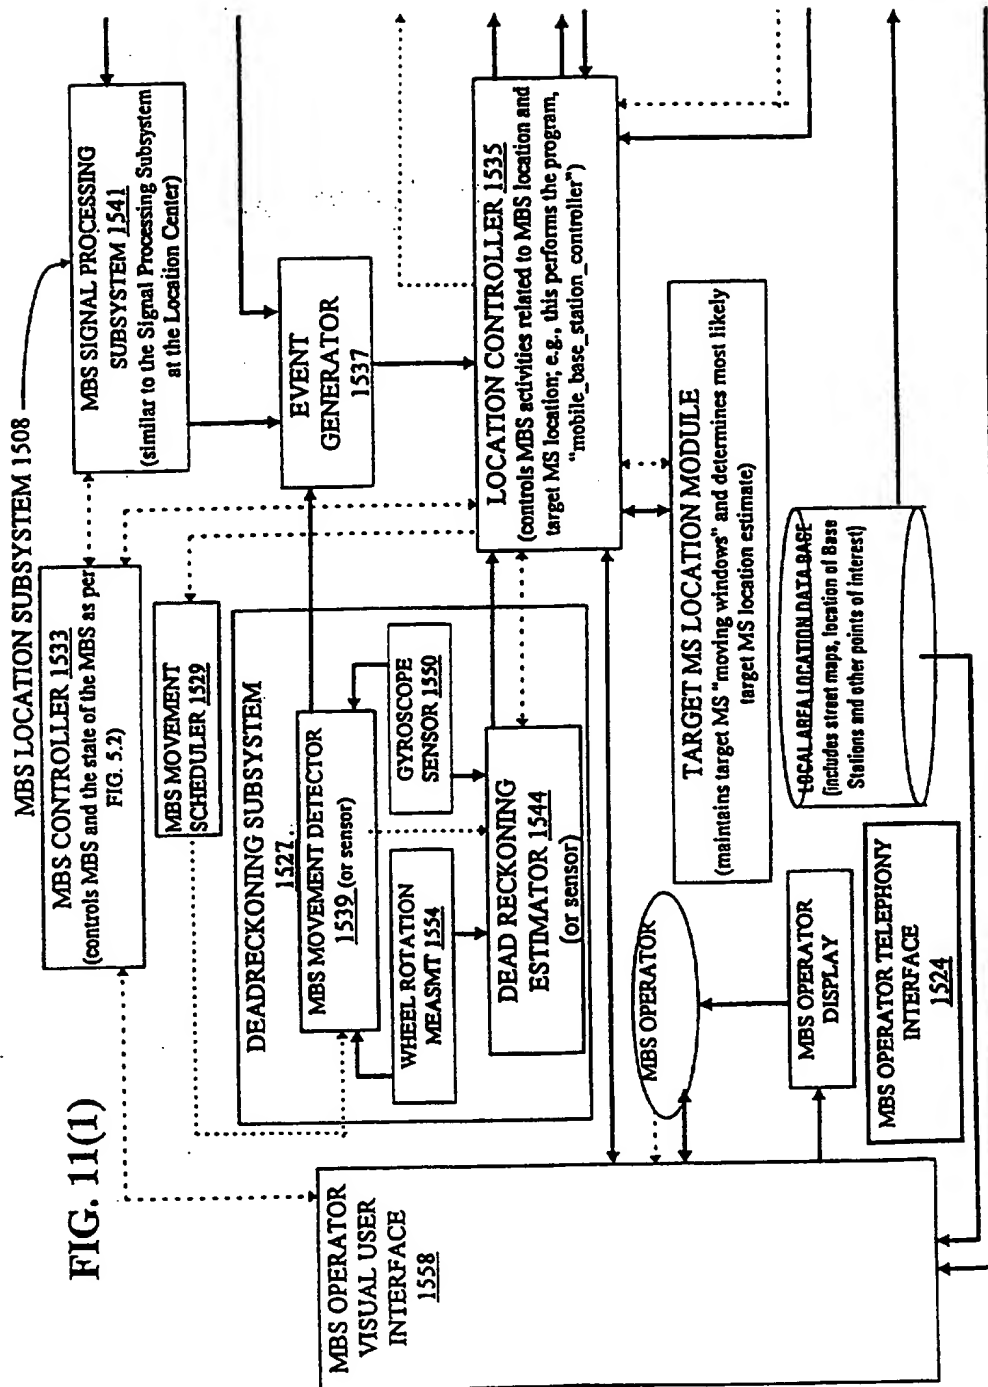 FIG. 11(1)
MBS LOCATION SUBSYSTEM 1508
MBS CONTROLLER 1533
(controls MBS and the state of the MBS as per
FIG. 5.2)
MBS SIGNAL PROCESSING
SUBSYSTEM 1541
(similar to the Signal Processing Subsystem
at the Location Center)
MBS MOVEMENT
SCHEDULER 1529
DEADRECKONING SUBSYSTEM
1527
MBS MOVEMENT DETECTOR
1539 (or sensor)
WHEEL ROTATION
MEASMT 1554
GYROSCOPE
SENSOR 1550
DEAD RECKONING
ESTIMATOR 1544
(or sensor)
EVENT
GENERATOR
1537
LOCATION CONTROLLER 1535
(controls MBS activities related to MBS location and
target MS location; e.g., this performs the program,
"mobile_base_station_controller")
MBS OPERATOR
VISUAL USER
INTERFACE
1558
MBS OPERATOR
TARGET MS LOCATION MODULE
(maintains target MS "moving windows" and determines most likely
target MS location estimate)
MBS OPERATOR
DISPLAY
LOCAL AREA LOCATION DATA BASE
(includes street maps, location of Base
Stations and other points of interest)
MBS OPERATOR TELEPHONY
INTERFACE
1524